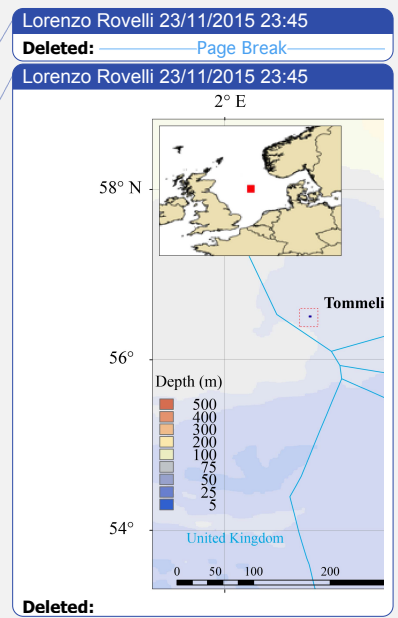 Lorenzo Rovelli 23/11/2015 23:45
Deleted: Page Break
Lorenzo Rovelli 23/11/2015 23:45
2° E
58° N
Tommeli
56°
Depth (m)
500
400
300
200
100
75
50
25
5
54°
United Kingdom
0 50 100 200
Deleted: